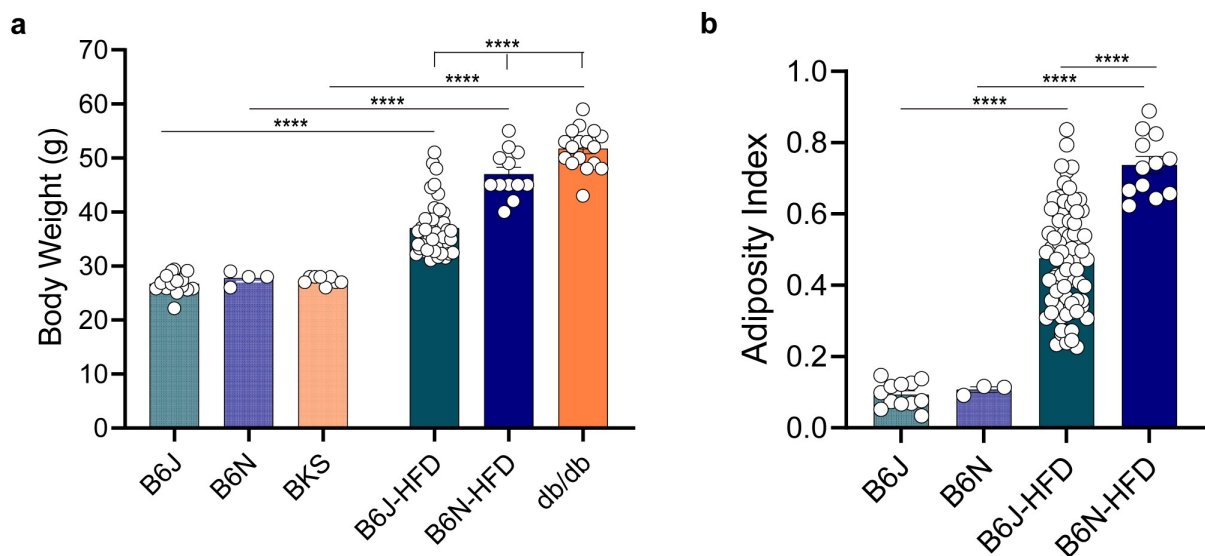 a
Body Weight (g)
70
60
50
40
30
20
10
0
****
****
****
****
B6J
B6N
BKS
B6J-HFD
B6N-HFD
db/db
b
Adiposity Index
1.0
0.8
0.6
0.4
0.2
0.0
****
****
****
B6J
B6N
B6J-HFD
B6N-HFD